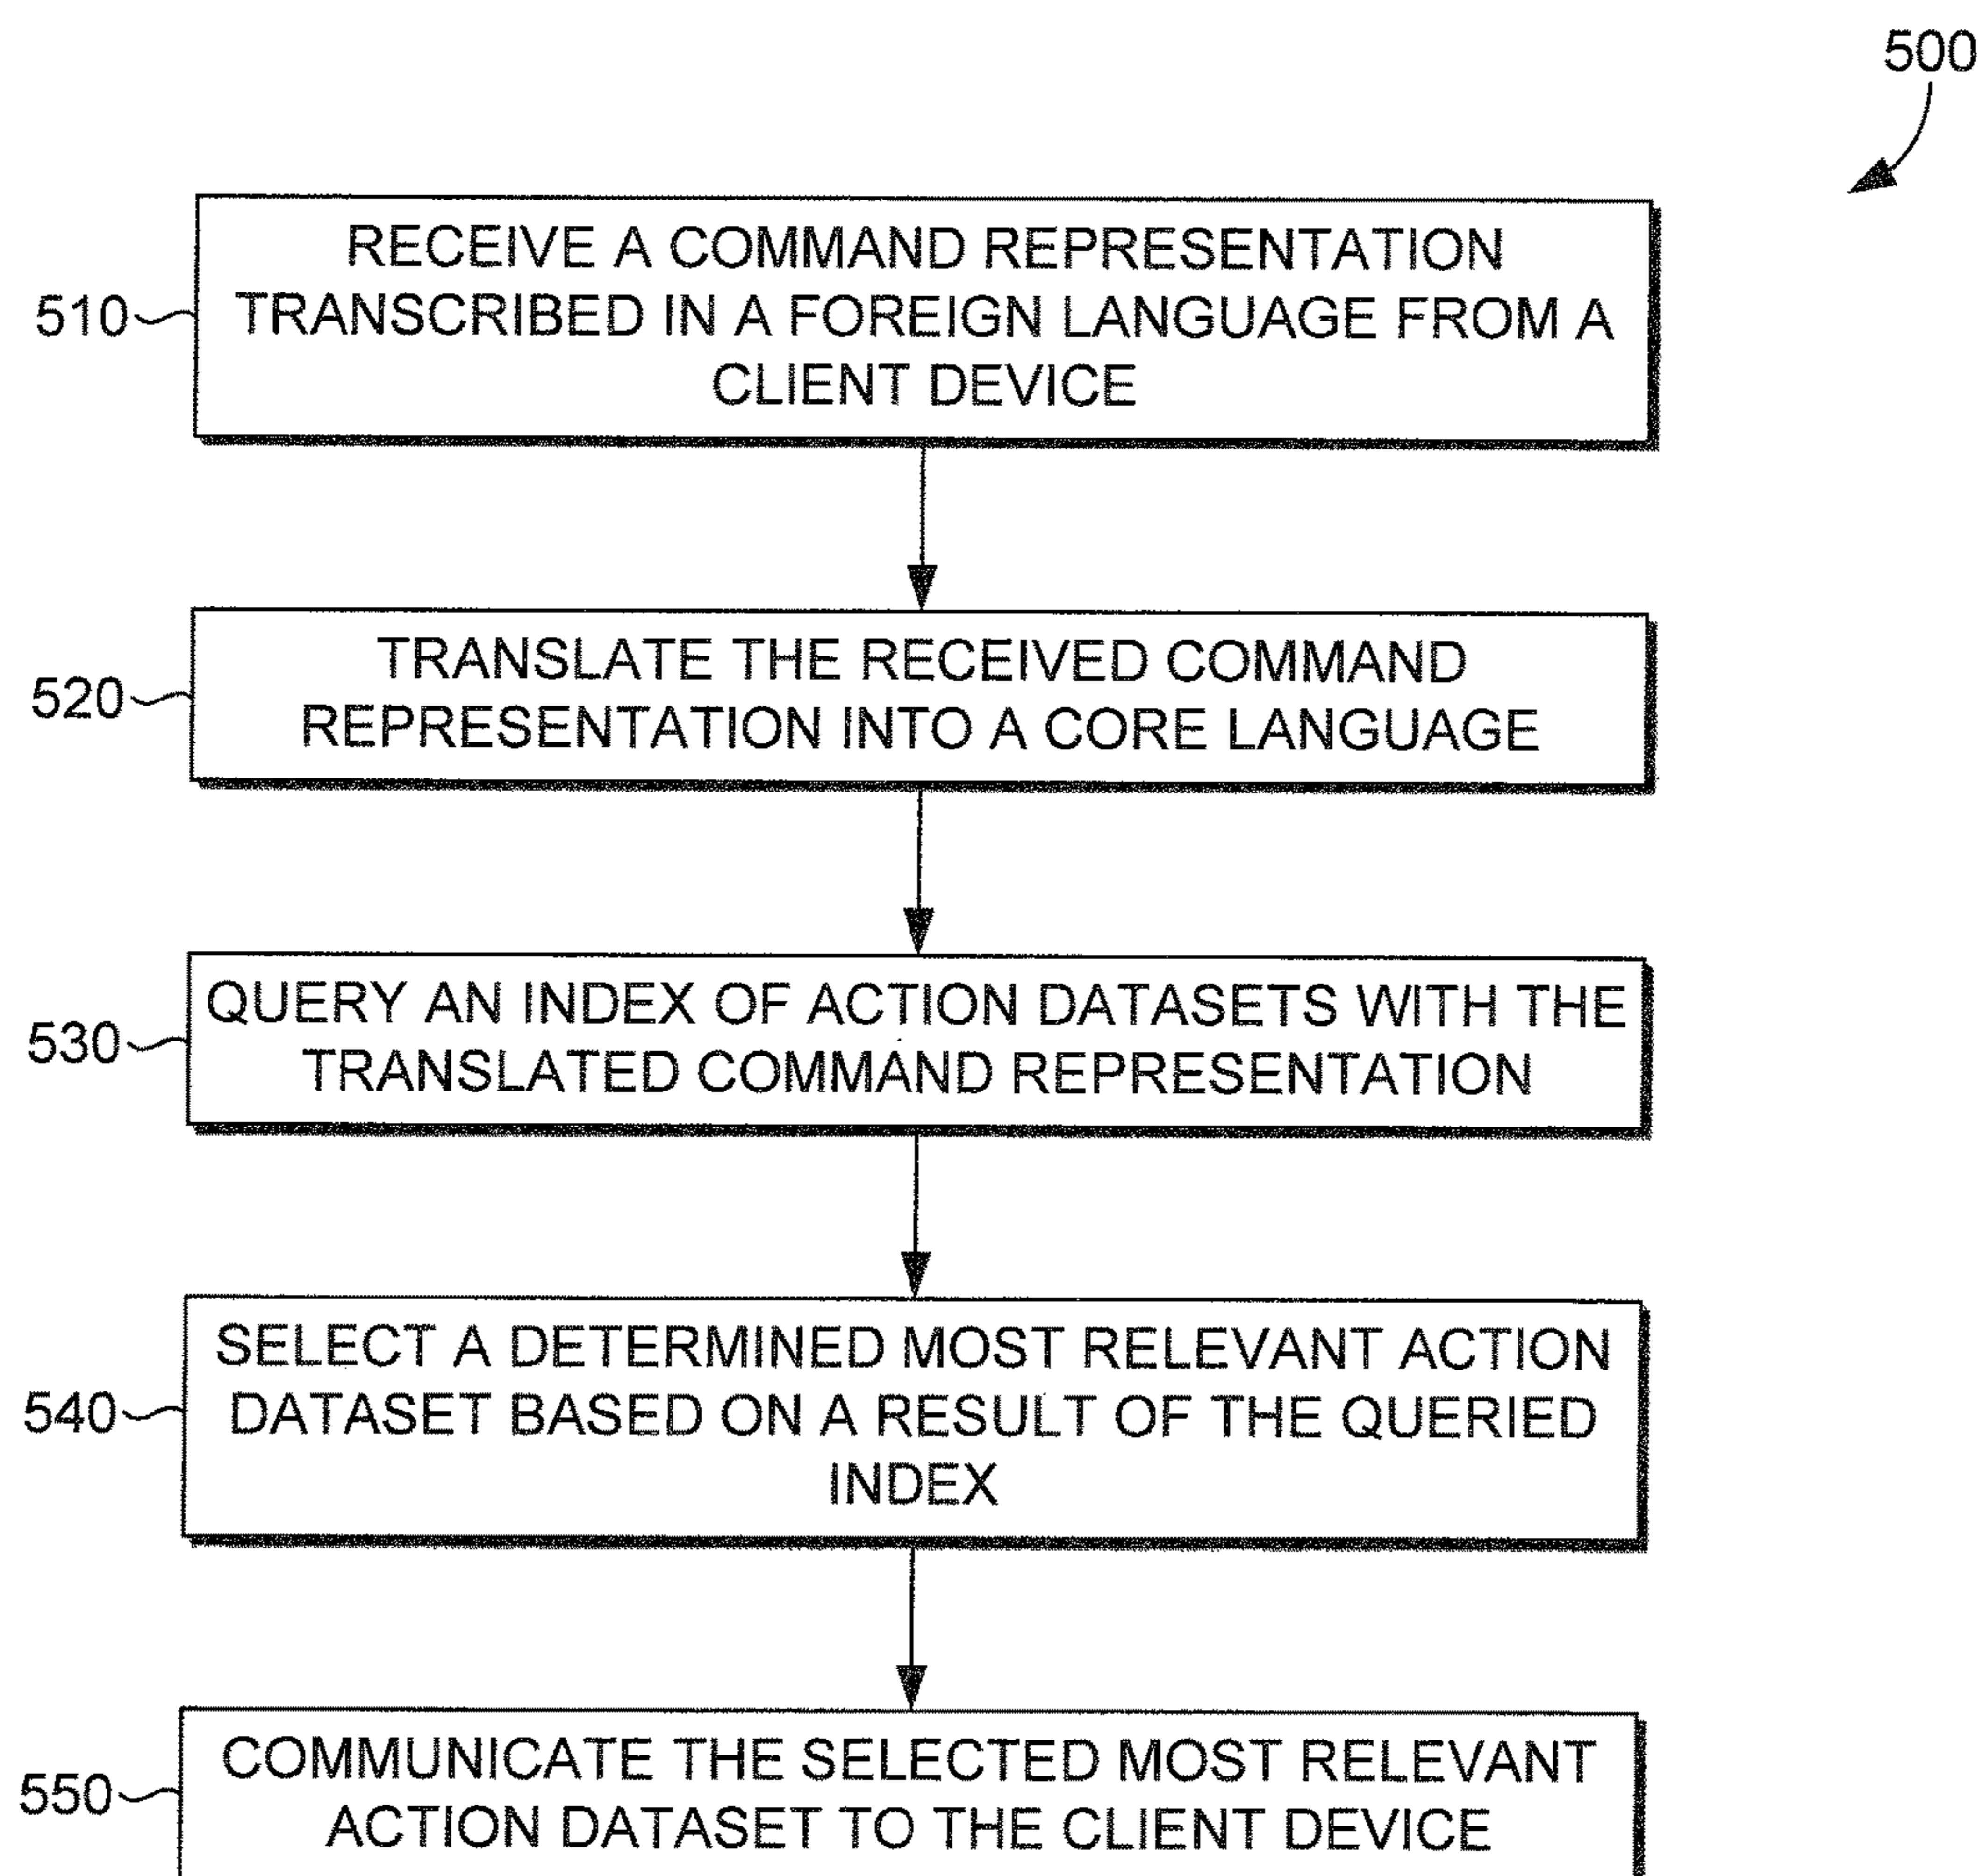 500
510
RECEIVE A COMMAND REPRESENTATION
TRANSCRIBED IN A FOREIGN LANGUAGE FROM A
CLIENT DEVICE
520
TRANSLATE THE RECEIVED COMMAND
REPRESENTATION INTO A CORE LANGUAGE
530
QUERY AN INDEX OF ACTION DATASETS WITH THE
TRANSLATED COMMAND REPRESENTATION
540
SELECT A DETERMINED MOST RELEVANT ACTION
DATASET BASED ON A RESULT OF THE QUERIED
INDEX
550
COMMUNICATE THE SELECTED MOST RELEVANT
ACTION DATASET TO THE CLIENT DEVICE